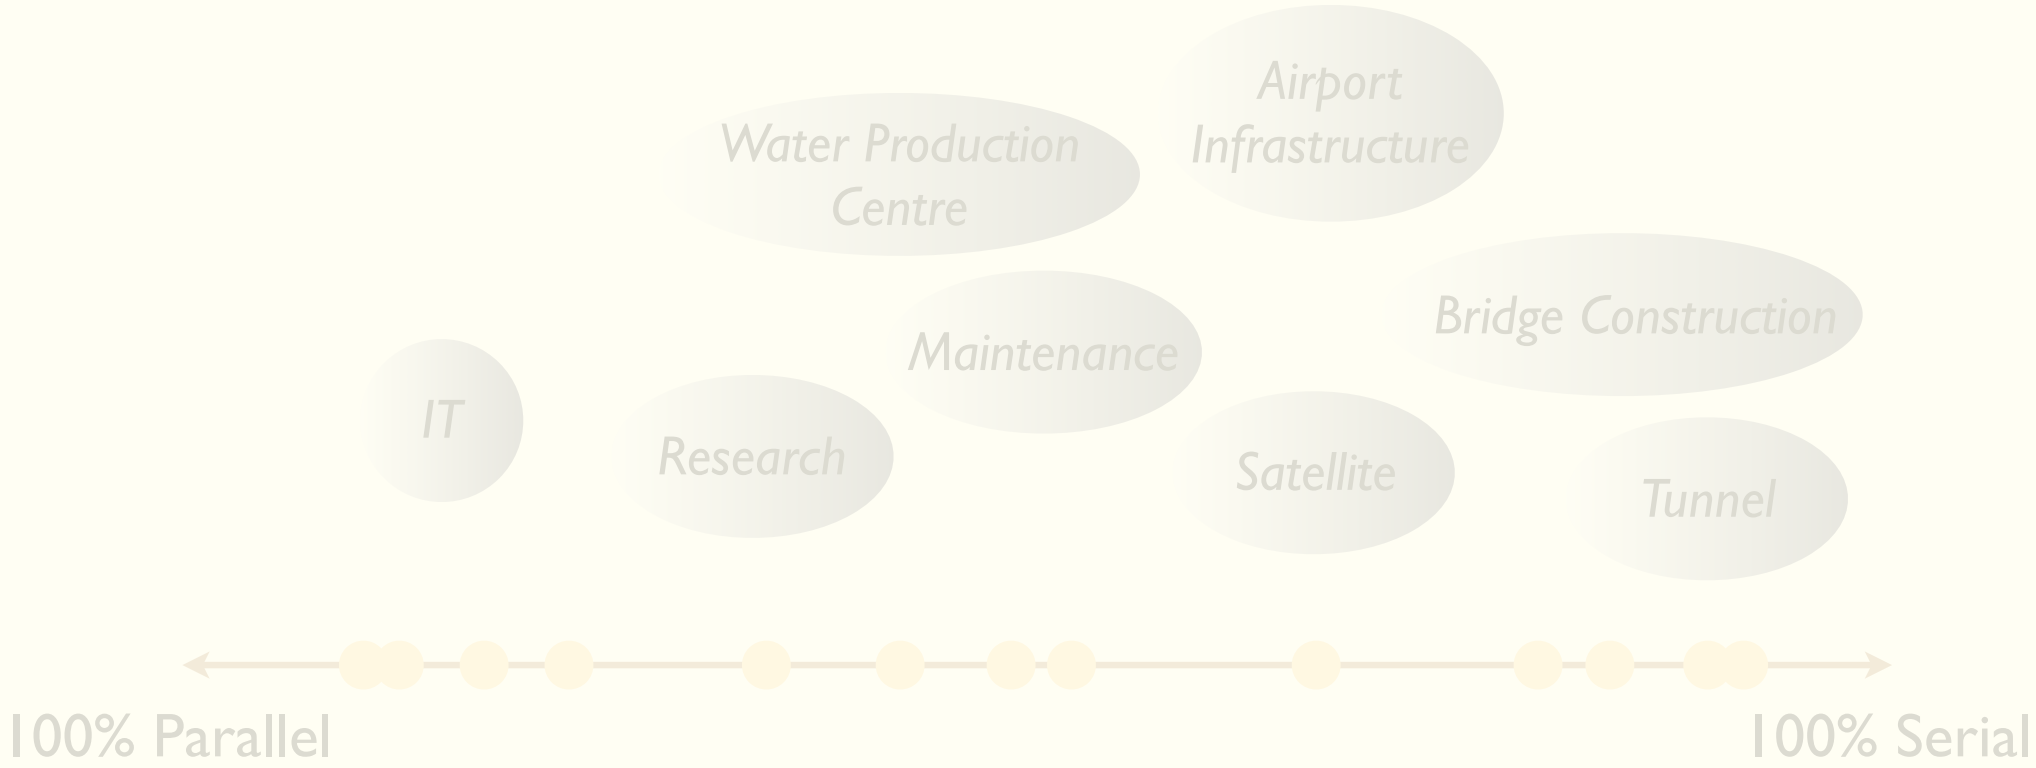 Airport
Infrastructure
Water Production
Centre
Bridge Construction
Maintenance
IT
Research
Satellite
Tunnel
100% Parallel
100% Serial